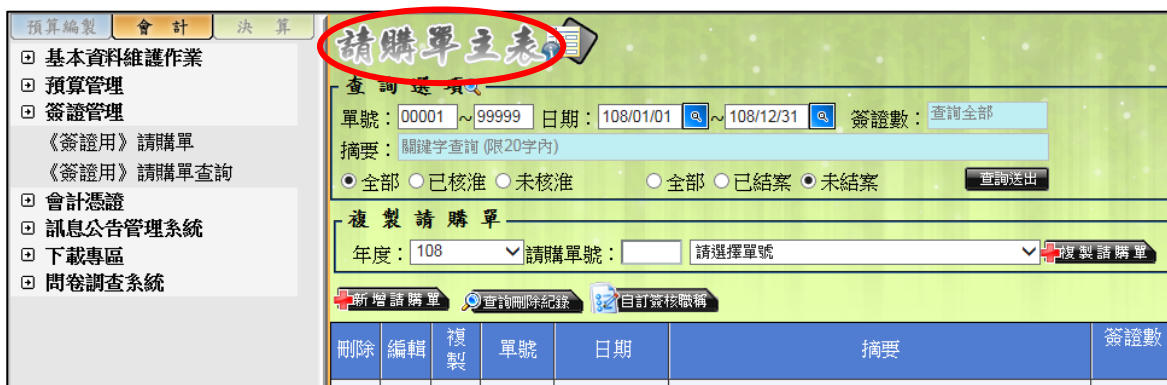 預算編製 會計 決算
基本資料維護作業
預算管理
簽證管理
《簽證用》請購單
《簽證用》請購單查詢
會計憑證
訊息公告管理系統
下載專區
問卷調查系統
請購單主表
查詢選項
單號：00001 ~ 99999 日期：108/01/01 ~ 108/12/31 簽證數：查詢全部
摘要：關鍵字查詢 (限20字內)
全部 已核准 未核准 全部 已結案 未結案 查詢送出
複製請購單
年度：108 請購單號： 請選擇單號 複製請購單
新增請購單 查詢刪除紀錄 自訂簽核職稱
刪除 編輯 複製 單號 日期 摘要 簽證數